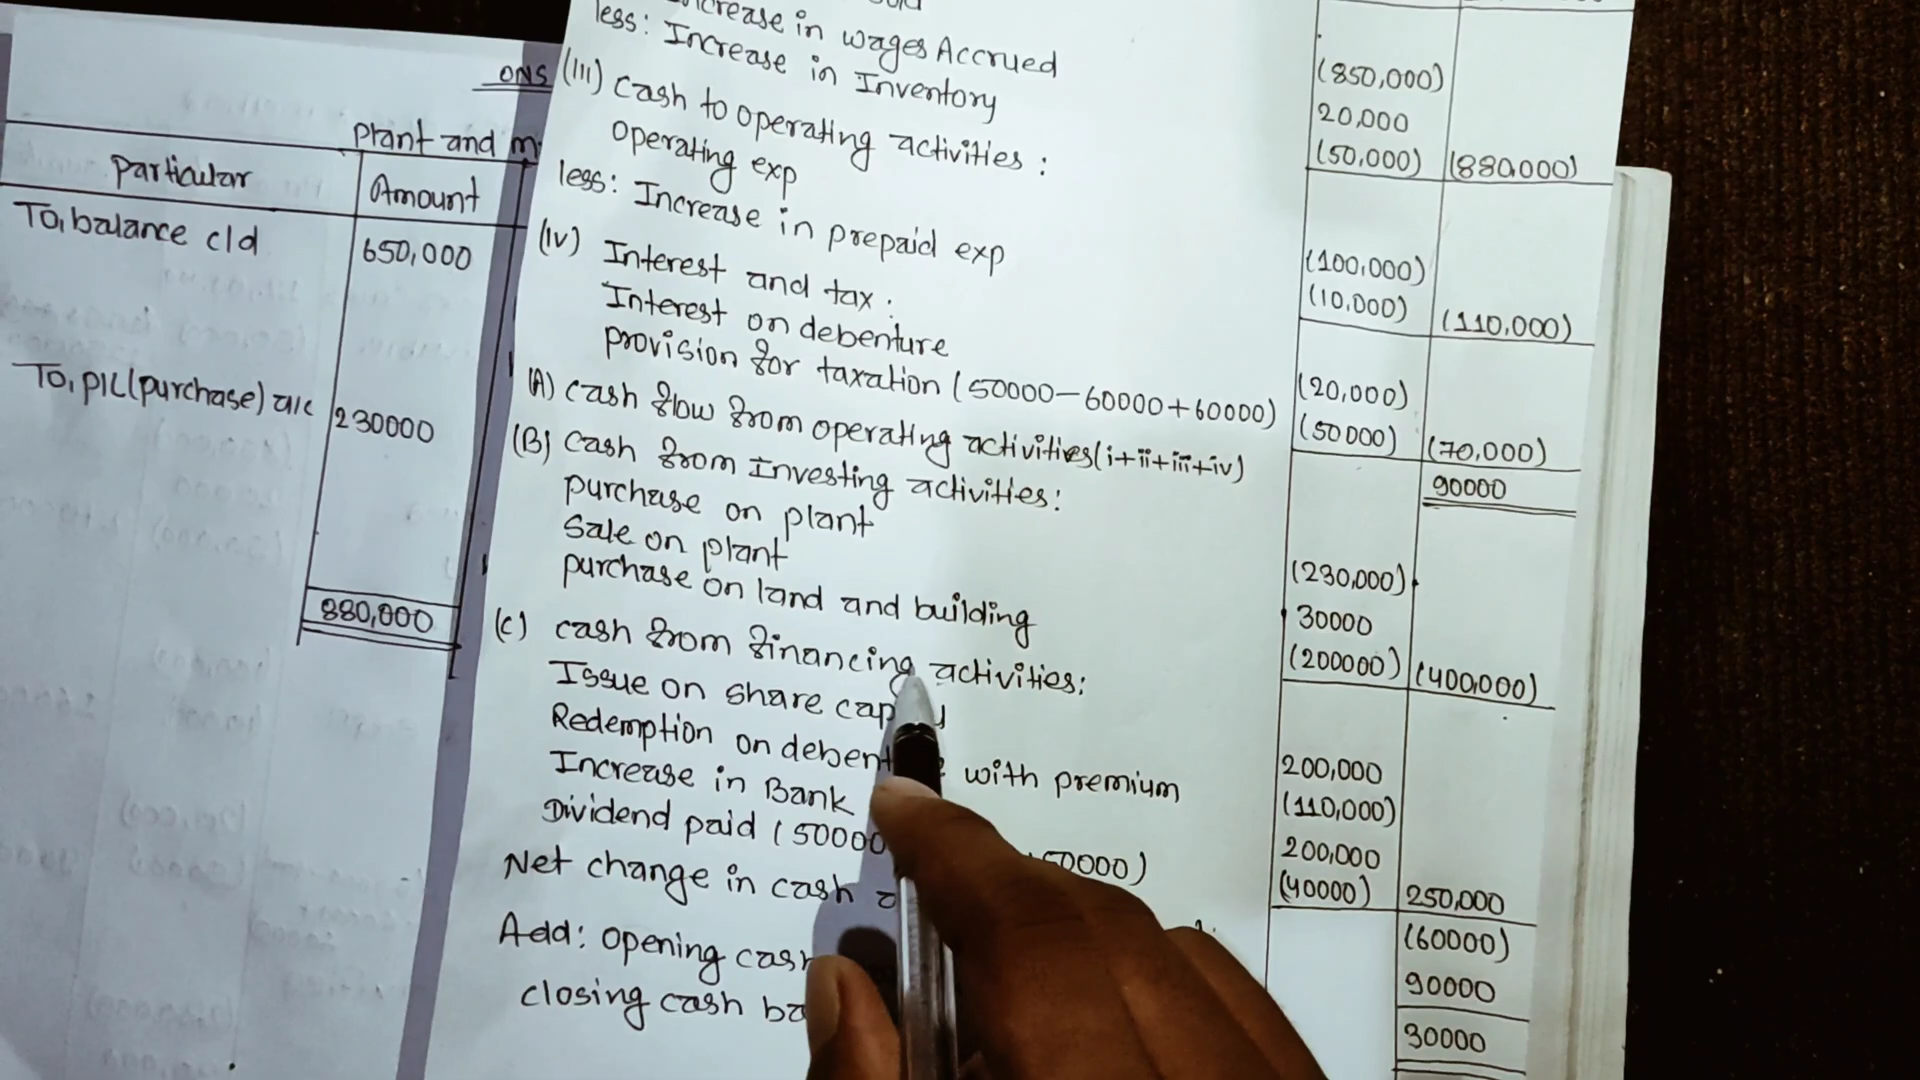 ONS
Plant and m
Particular
Amount
To, balance c/d
650,000
To, P/L (purchase) a/c
230000
880,000
Increase in wages Accrued
less: Increase in Inventory
(850,000)
20,000
(50,000) (880,000)
(III) Cash to operating activities:
operating exp
(100,000)
less: Increase in prepaid exp
(10,000) (110,000)
(IV) Interest and tax:
Interest on debenture
(20,000)
provision for taxation (50000-60000+60000)
(50000) (70,000)
(A) cash flow from operating activities (i+ii+iii+iv)
90000
(B) cash from Investing activities:
purchase on plant
(230,000)
Sale on plant
30000
purchase on land and building
(200000) (400,000)
(C) cash from financing activities:
Issue on share
200,000
Redemption on with premium
(110,000)
Increase in Bank
200,000
Dividend paid (50000 50000)
(40000) 250,000
Net change in cash
(60000)
Add: opening
90000
closing cash
30000